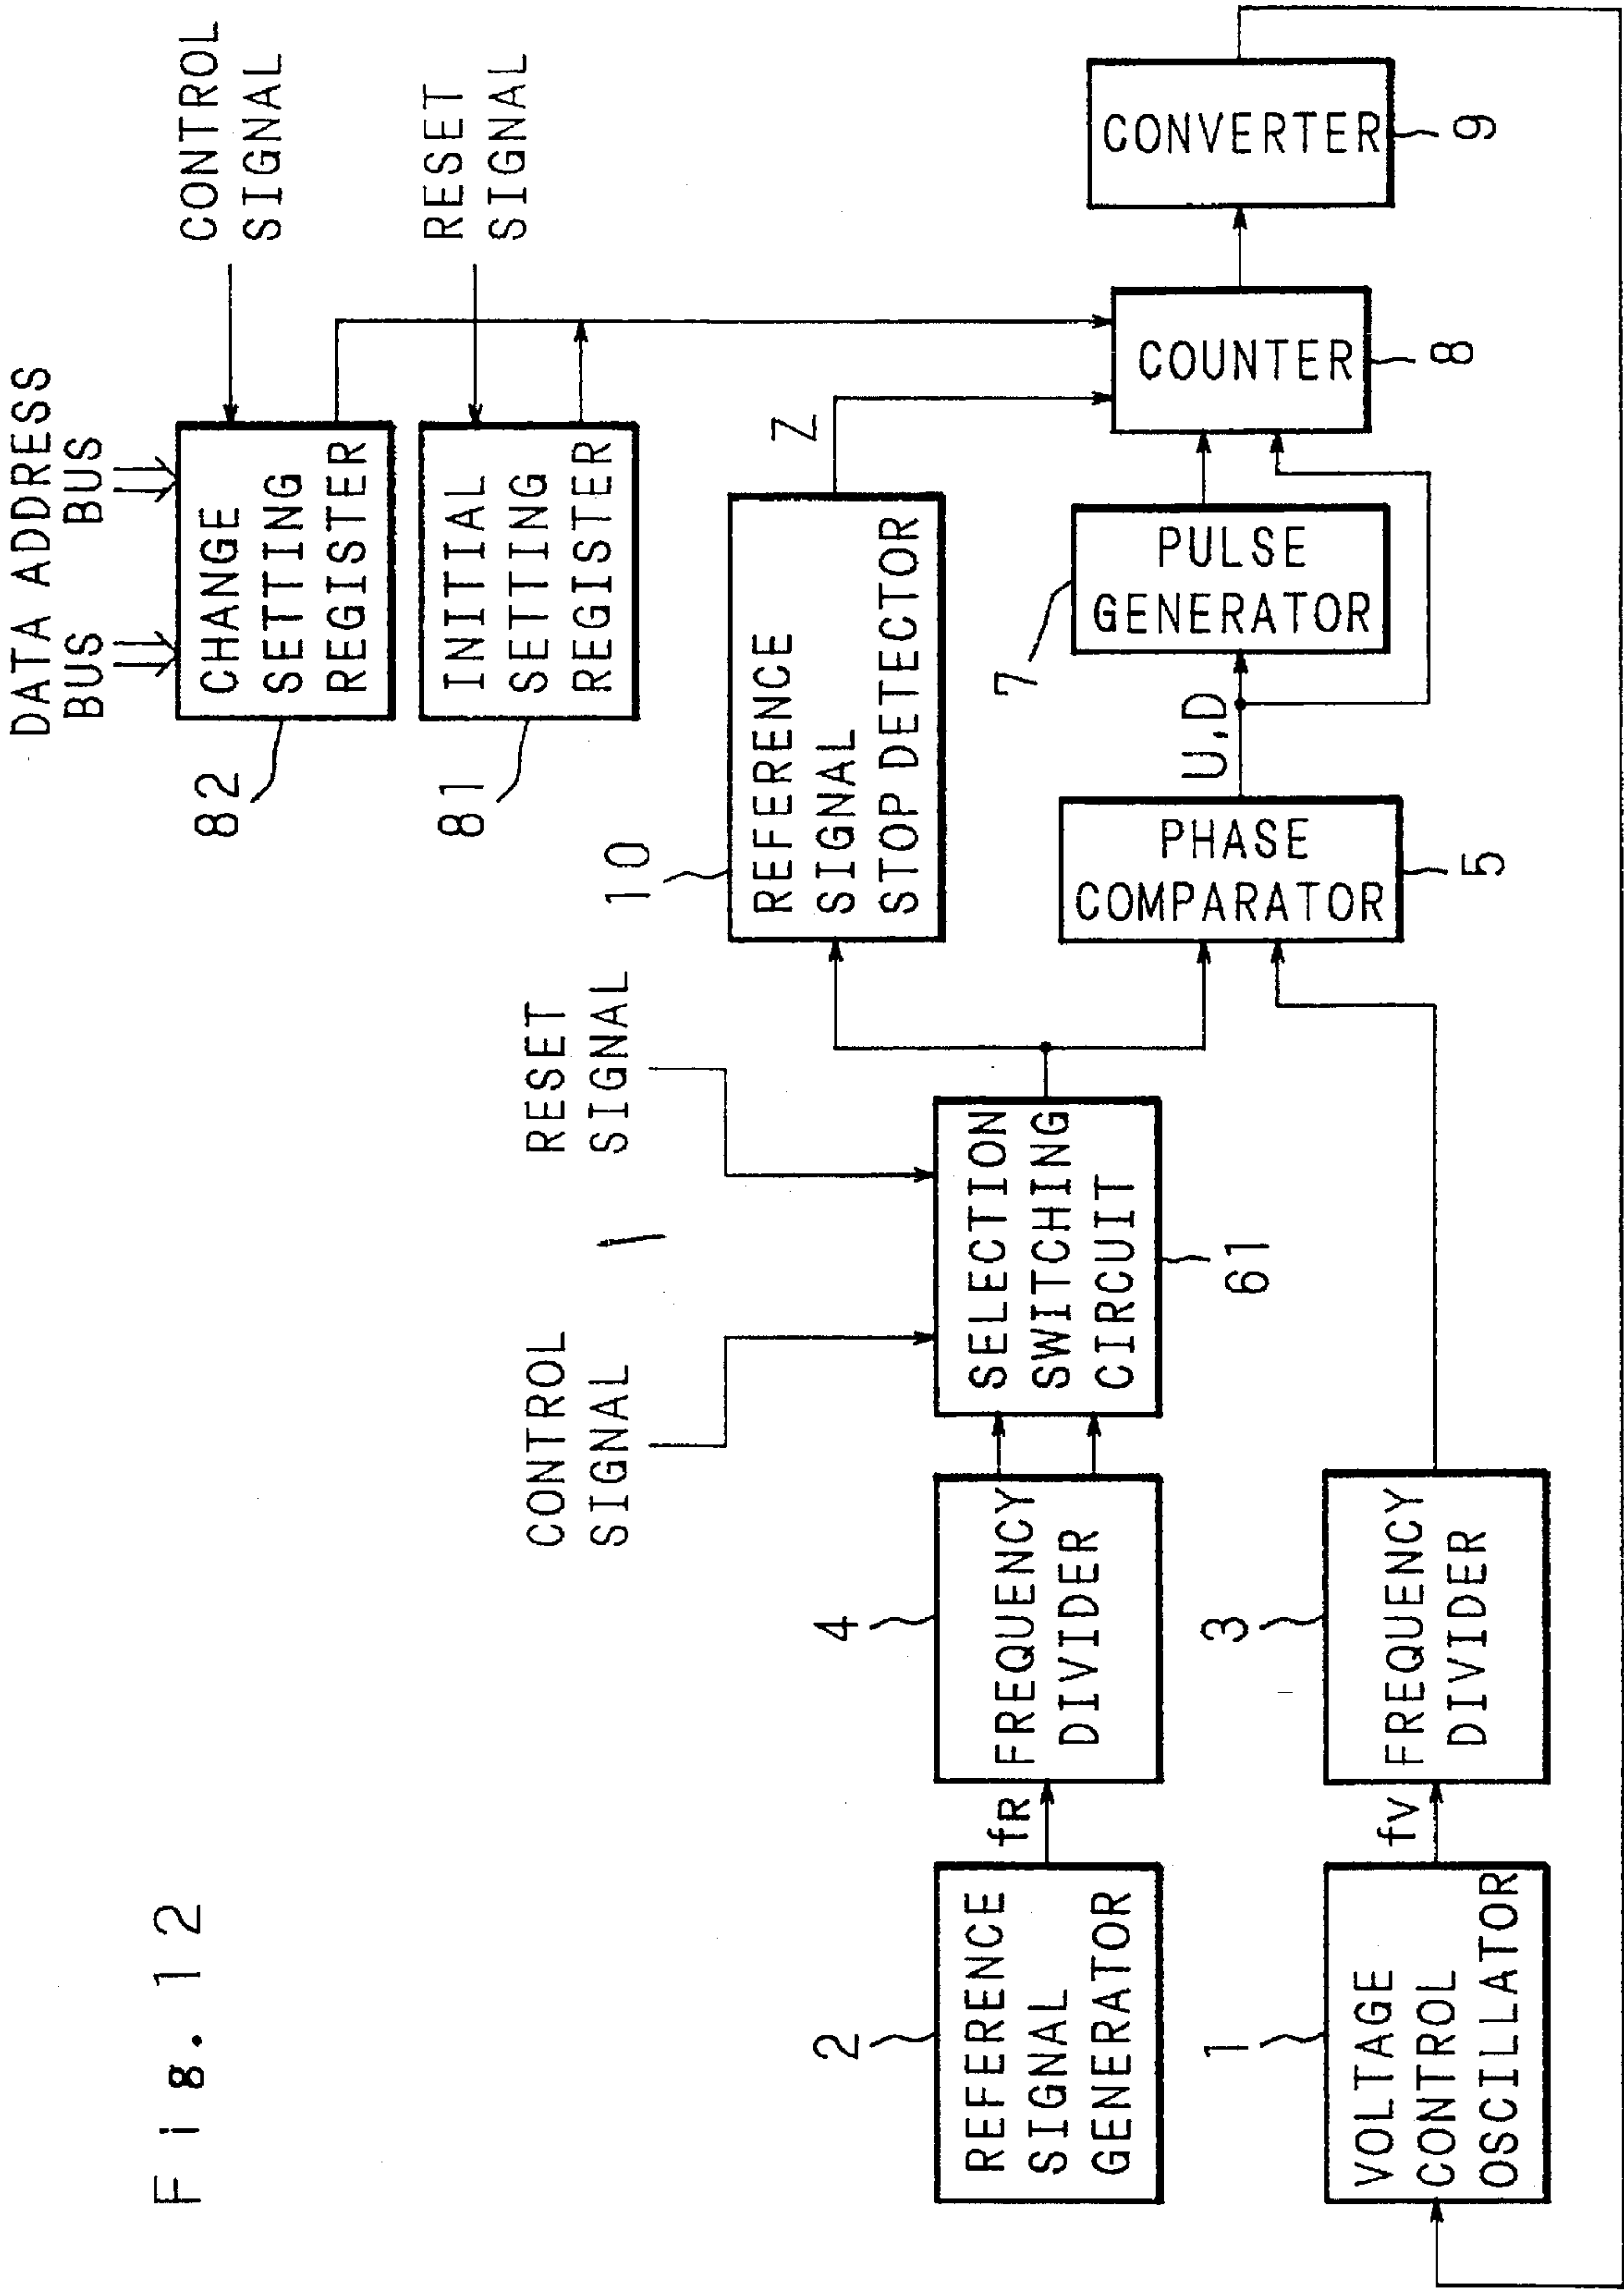 Fig. 12
DATA ADDRESS
BUS BUS
CONTROL
SIGNAL
82
CHANGE
SETTING
REGISTER
RESET
SIGNAL
81
INITIAL
SETTING
REGISTER
CONTROL
SIGNAL
RESET
SIGNAL
10
REFERENCE
SIGNAL
STOP DETECTOR
Z
2
REFERENCE
SIGNAL
GENERATOR
fR
4
FREQUENCY
DIVIDER
SELECTION
SWITCHING
CIRCUIT
61
PHASE
COMPARATOR
5
U,D
7
PULSE
GENERATOR
COUNTER
8
CONVERTER
9
1
VOLTAGE
CONTROL
OSCILLATOR
fV
3
FREQUENCY
DIVIDER